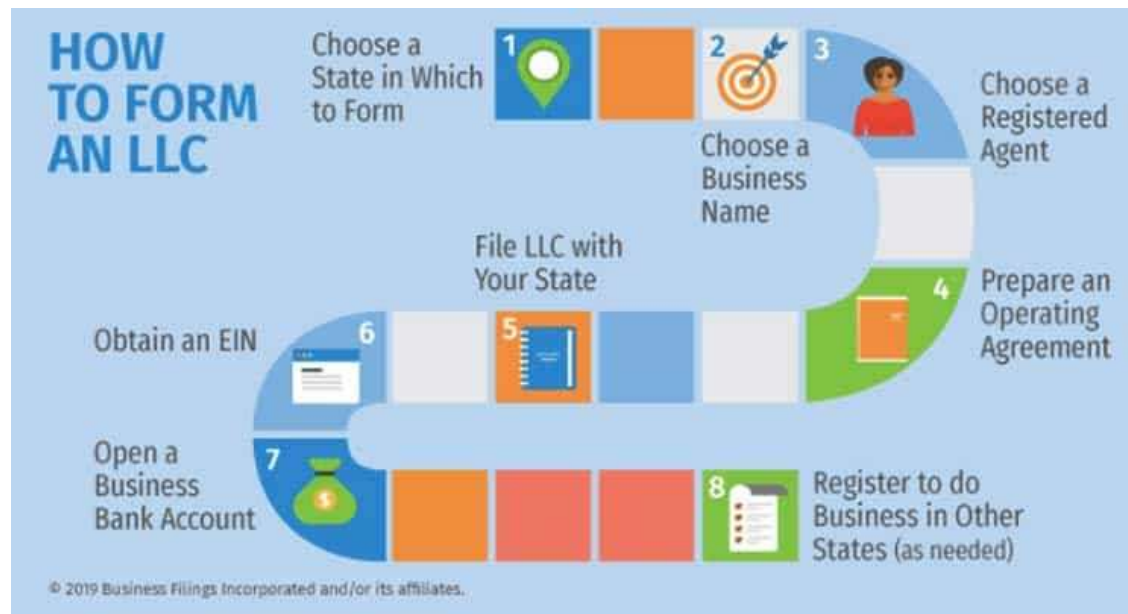 HOW
TO FORM
AN LLC
Choose a
State in Which
to Form
1
2
Choose a
Business
Name
3
Choose a
Registered
Agent
4
Prepare an
Operating
Agreement
File LLC with
Your State
5
6
Obtain an EIN
7
Open a
Business
Bank Account
$
8
Register to do
Business in Other
States (as needed)
© 2019 Business Filings Incorporated and/or its affiliates.